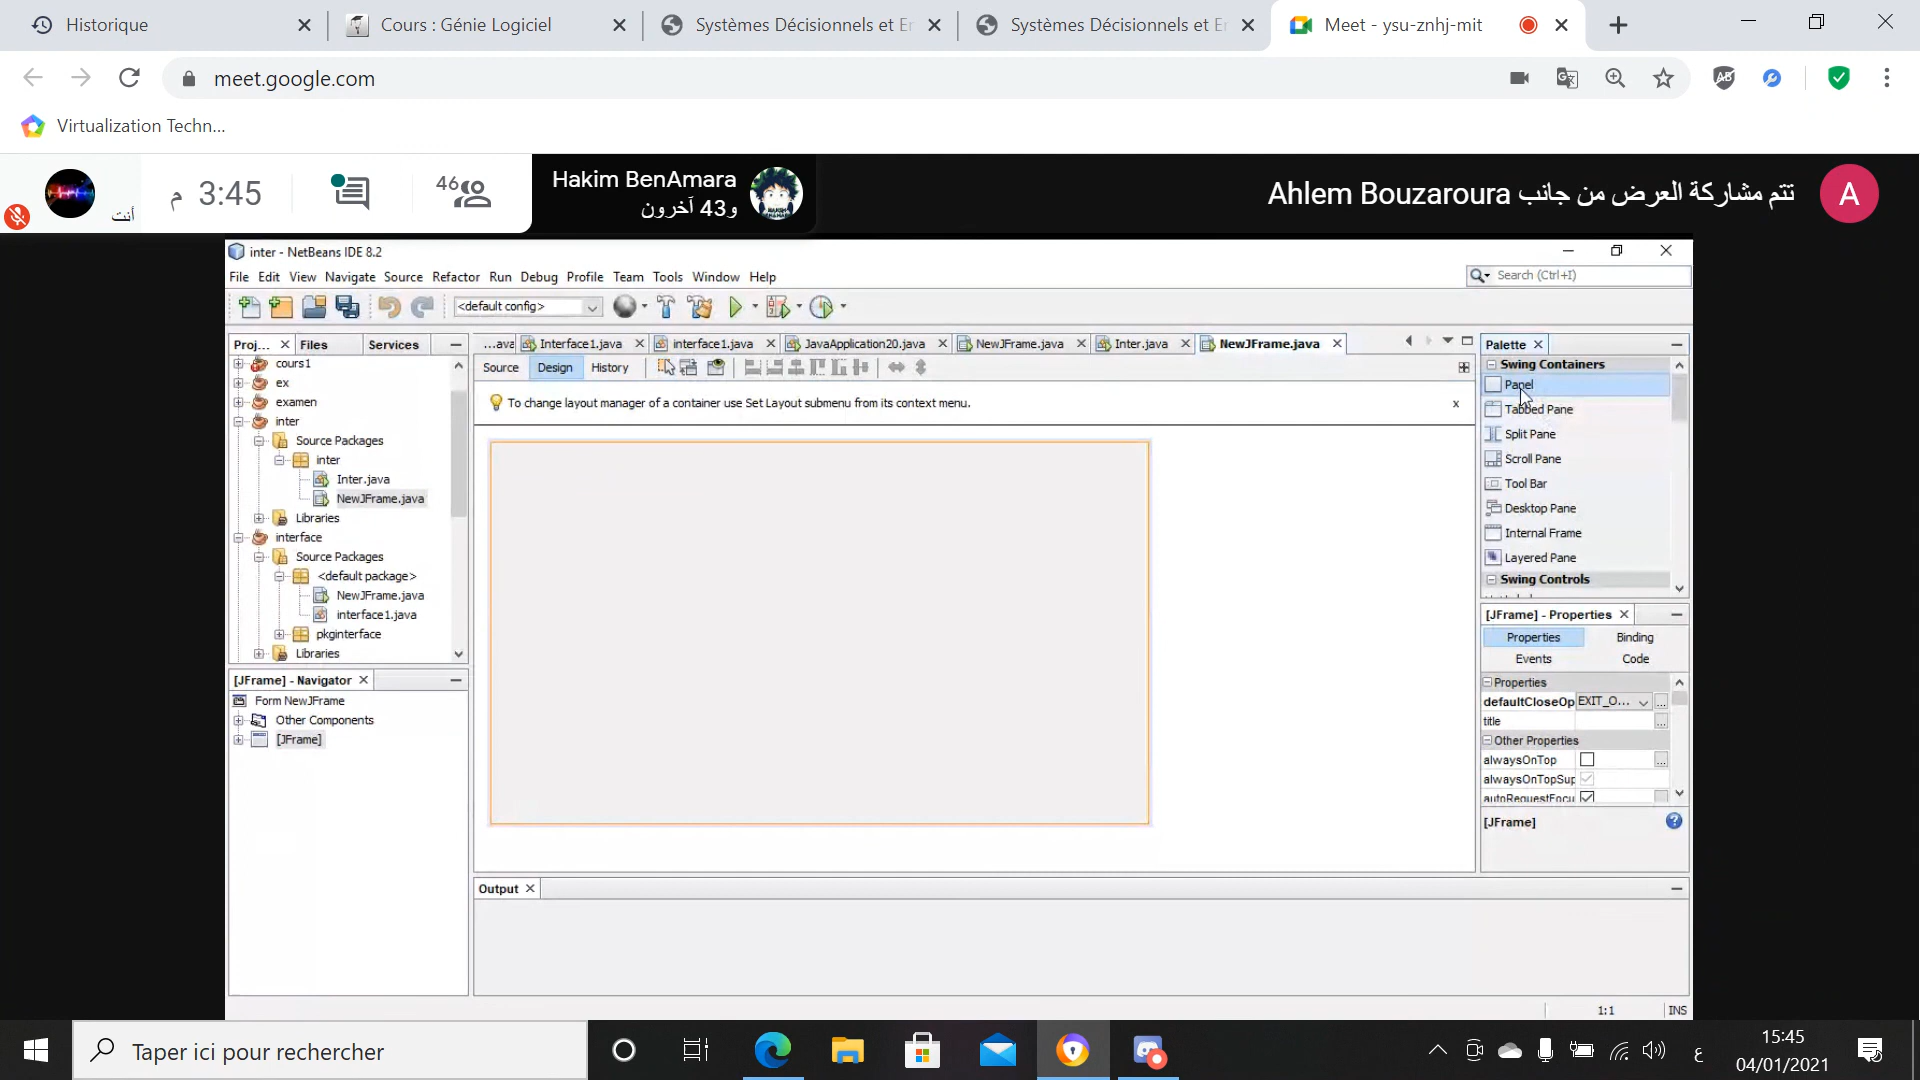 Historique
Cours : Génie Logiciel
Systèmes Décisionnels et En
Systèmes Décisionnels et En
Meet - ysu-znhj-mit
meet.google.com
Virtualization Techn...
أنت
3:45 م
46
Hakim BenAmara
و43 آخرون
تتم مشاركة العرض من جانب Ahlem Bouzaroura
A
inter - NetBeans IDE 8.2
File Edit View Navigate Source Refactor Run Debug Profile Team Tools Window Help
Search (Ctrl+I)
<default config>
Proj... Files Services
...ava Interface1.java interface1.java JavaApplication20.java NewJFrame.java Inter.java NewJFrame.java
Source Design History
To change layout manager of a container use Set Layout submenu from its context menu.
x
cours1
ex
examen
inter
Source Packages
inter
Inter.java
NewJFrame.java
Libraries
interface
Source Packages
<default package>
NewJFrame.java
interface1.java
pkginterface
Libraries
[JFrame] - Navigator
Form NewJFrame
Other Components
[JFrame]
Palette
Swing Containers
Panel
Tabbed Pane
Split Pane
Scroll Pane
Tool Bar
Desktop Pane
Internal Frame
Layered Pane
Swing Controls
[JFrame] - Properties
Properties Binding
Events Code
Properties
defaultCloseOp EXIT_O... ...
title ...
Other Properties
alwaysOnTop ...
alwaysOnTopSup
autoRequestFocu
[JFrame]
Output
1:1 INS
Taper ici pour rechercher
ع
15:45
04/01/2021